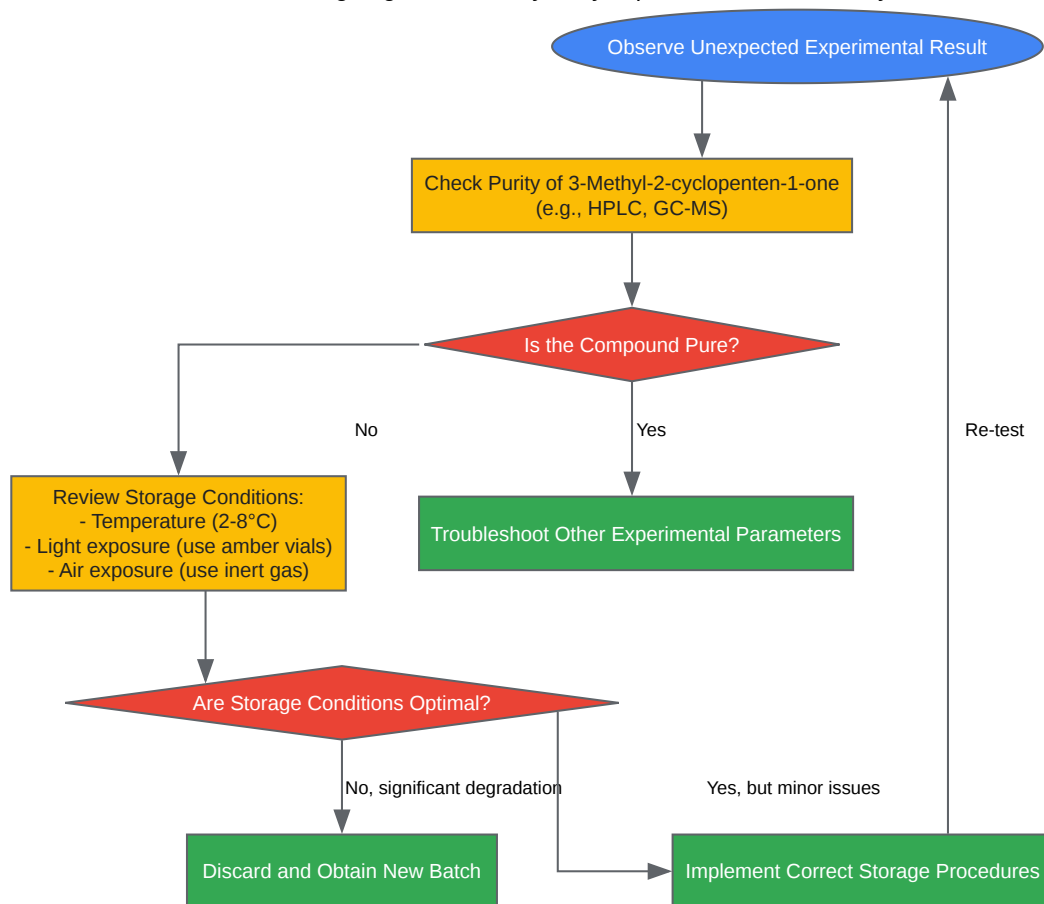 Observe Unexpected Experimental Result
Check Purity of 3-Methyl-2-cyclopenten-1-one
(e.g., HPLC, GC-MS)
Is the Compound Pure?
No
Yes
Re-test
Review Storage Conditions:
- Temperature (2-8°C)
- Light exposure (use amber vials)
- Air exposure (use inert gas)
Troubleshoot Other Experimental Parameters
Are Storage Conditions Optimal?
No, significant degradation
Yes, but minor issues
Discard and Obtain New Batch
Implement Correct Storage Procedures